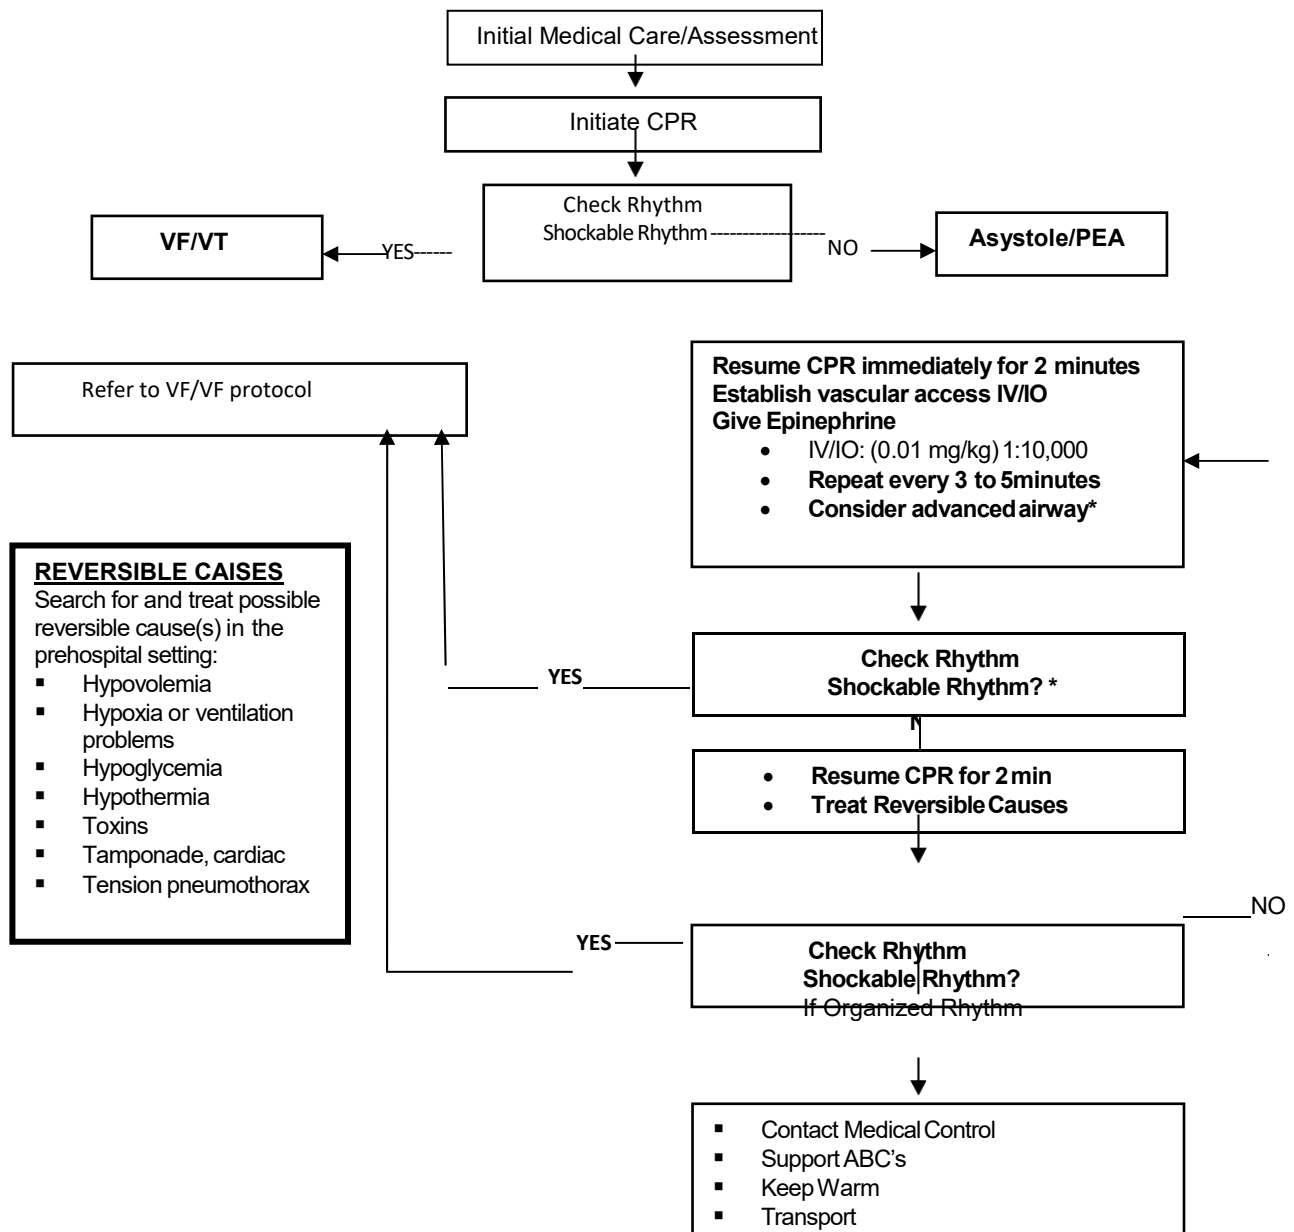 Initial Medical Care/Assessment
Initiate CPR
Check Rhythm
Shockable Rhythm
VF/VT
YES
NO
Asystole/PEA
Refer to VF/VF protocol
Resume CPR immediately for 2 minutes
Establish vascular access IV/IO
Give Epinephrine
• IV/IO: (0.01 mg/kg) 1:10,000
• Repeat every 3 to 5minutes
• Consider advanced airway*
REVERSIBLE CAISES
Search for and treat possible
reversible cause(s) in the
prehospital setting:
▪ Hypovolemia
▪ Hypoxia or ventilation
problems
▪ Hypoglycemia
▪ Hypothermia
▪ Toxins
▪ Tamponade, cardiac
▪ Tension pneumothorax
YES
Check Rhythm
Shockable Rhythm? *
N
• Resume CPR for 2 min
• Treat Reversible Causes
NO
YES
Check Rhythm
Shockable Rhythm?
If Organized Rhythm
▪ Contact Medical Control
▪ Support ABC's
▪ Keep Warm
▪ Transport